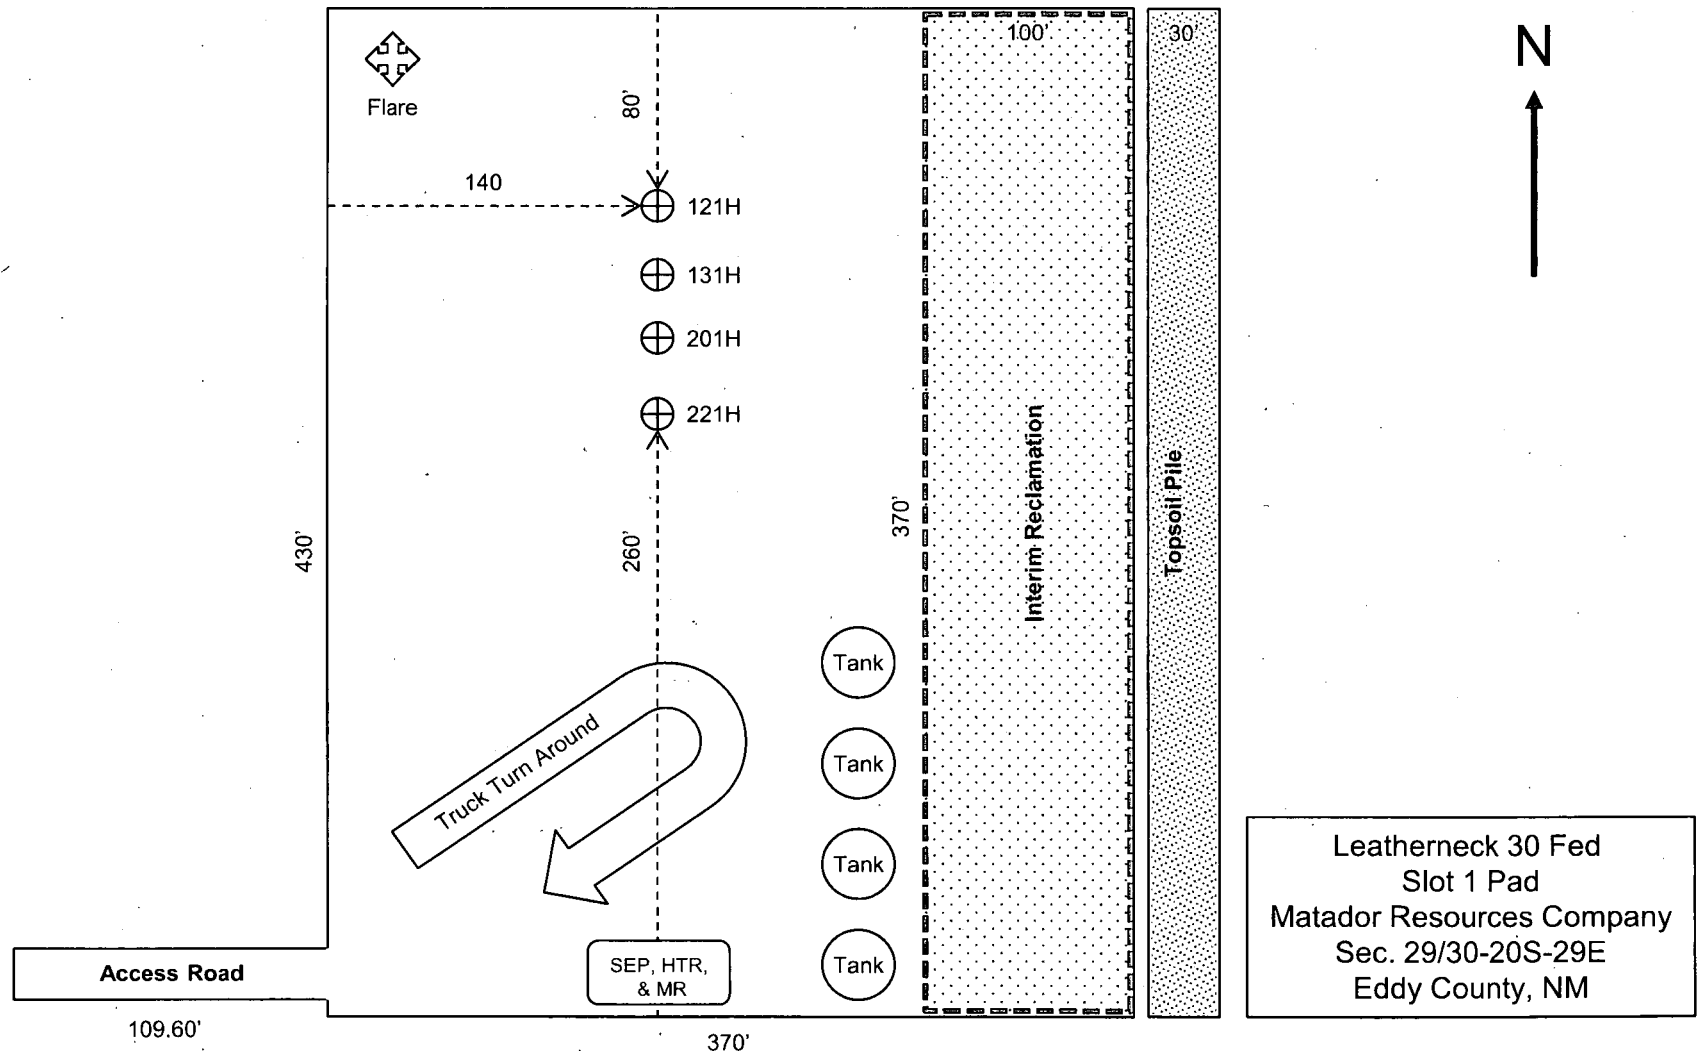 100'
30'
N
Flare
80'
140
121H
131H
201H
221H
Interim Reclamation
Topsoil Pile
370'
430'
260'
Tank
Truck Turn Around
Tank
Tank
Tank
SEP, HTR,
& MR
Access Road
109.60'
370'
Leatherneck 30 Fed
Slot 1 Pad
Matador Resources Company
Sec. 29/30-20S-29E
Eddy County, NM